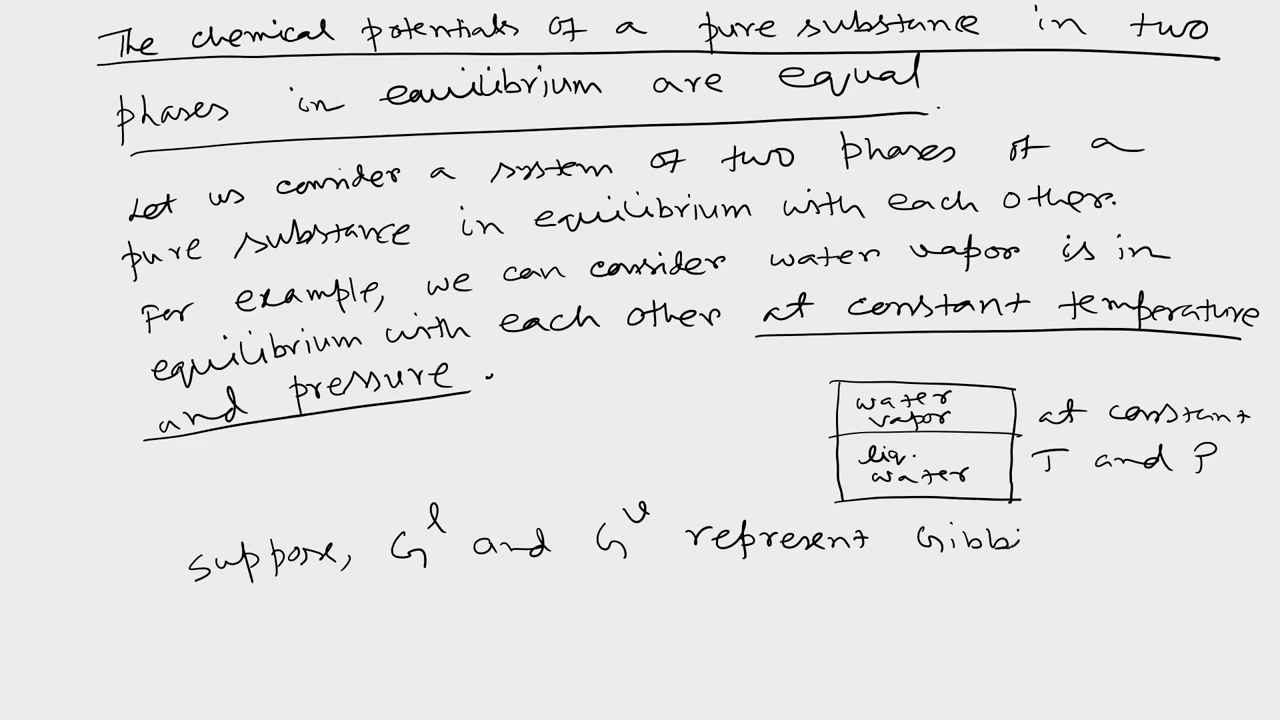 The chemical potentials of a pure substance in two
phases in equilibrium are equal.
Let us consider a system of two phases of a
pure substance in equilibrium with each other.
For example, we can consider water vapor is in
equilibrium with each other at constant temperature
and pressure.
water
vapor
liq.
water
at constant
T and P
suppose, G^l and G^v represent Gibbs